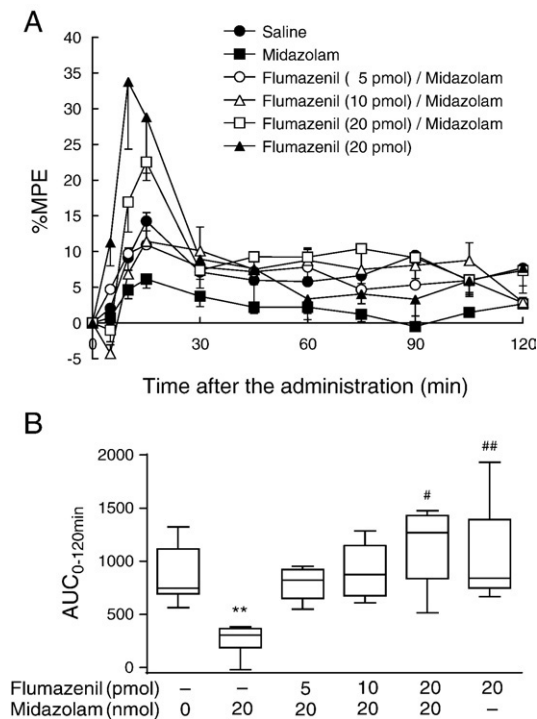 A
Saline
Midazolam
Flumazenil ( 5 pmol) / Midazolam
Flumazenil (10 pmol) / Midazolam
Flumazenil (20 pmol) / Midazolam
Flumazenil (20 pmol)
%MPE
40
35
30
25
20
15
10
5
0
-5
0 30 60 90 120
Time after the administration (min)
B
AUC0-120min
2000
1500
1000
500
0
** # ##
Flumazenil (pmol) – – 5 10 20 20
Midazolam (nmol) 0 20 20 20 20 –